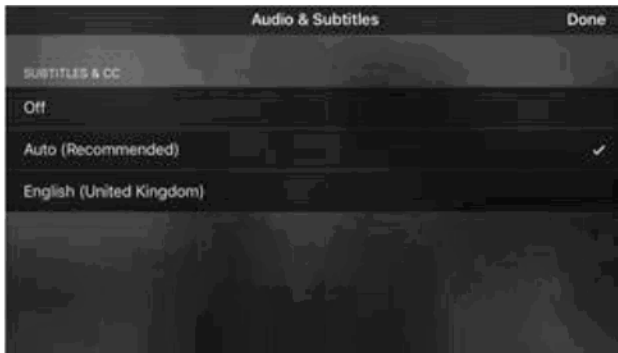 Audio & Subtitles Done
SUBTITLES & CC
Off
Auto (Recommended)
English (United Kingdom)